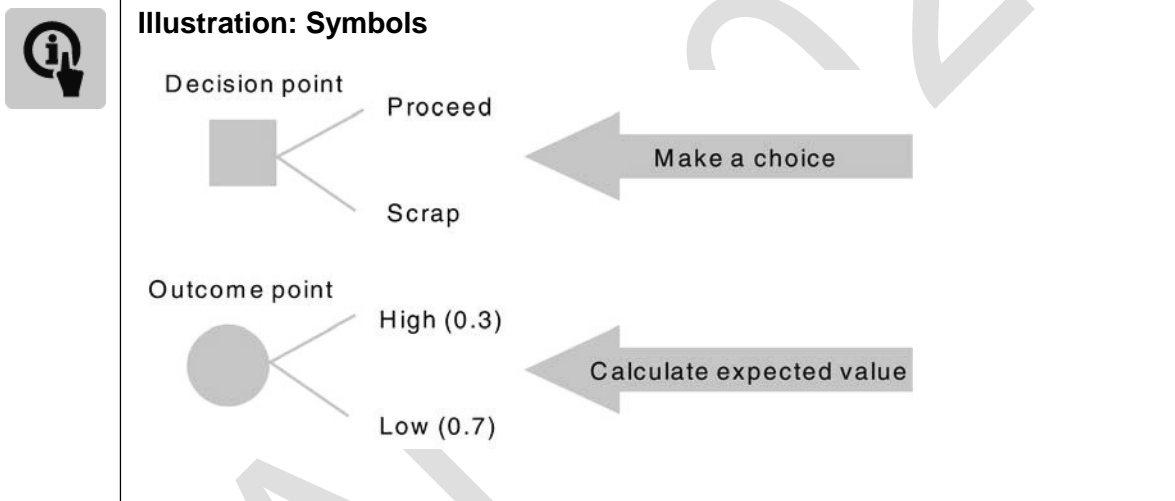 Illustration: Symbols
Decision point
Proceed
Make a choice
Scrap
Outcome point
High (0.3)
Calculate expected value
Low (0.7)